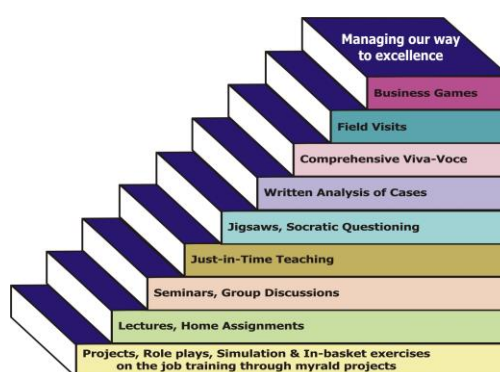 Managing our way
to excellence
Business Games
Field Visits
Comprehensive Viva-Voce
Written Analysis of Cases
Jigsaws, Socratic Questioning
Just-in-Time Teaching
Seminars, Group Discussions
Lectures, Home Assignments
Projects, Role plays, Simulation & In-basket exercises
on the job training through myrald projects